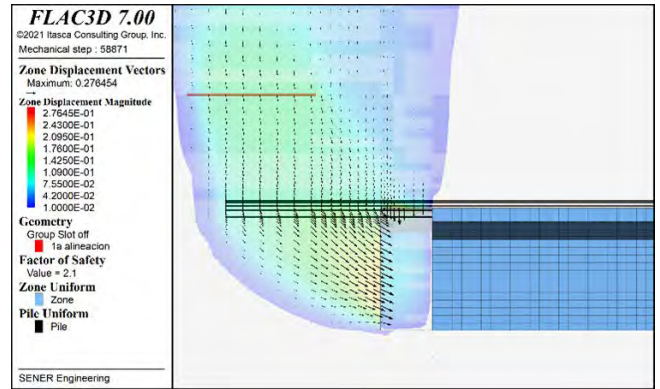 FLAC3D 7.00
©2021 Itasca Consulting Group, Inc.
Mechanical step : 58871
Zone Displacement Vectors
Maximum: 0.276454
Zone Displacement Magnitude
2.7645E-01
2.4300E-01
2.0950E-01
1.7600E-01
1.4250E-01
1.0900E-01
7.5500E-02
4.2000E-02
1.0000E-02
Geometry
Group Slot off
1a alineacion
Factor of Safety
Value = 2.1
Zone Uniform
Zone
Pile Uniform
Pile
SENER Engineering